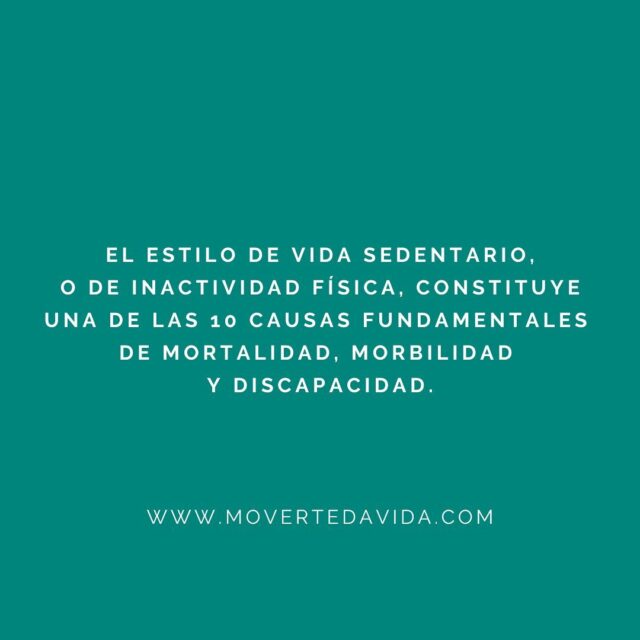 EL ESTILO DE VIDA SEDENTARIO,
O DE INACTIVIDAD FÍSICA, CONSTITUYE
UNA DE LAS 10 CAUSAS FUNDAMENTALES
DE MORTALIDAD, MORBILIDAD
Y DISCAPACIDAD.
WWW.MOVERTEDAVIDA.COM